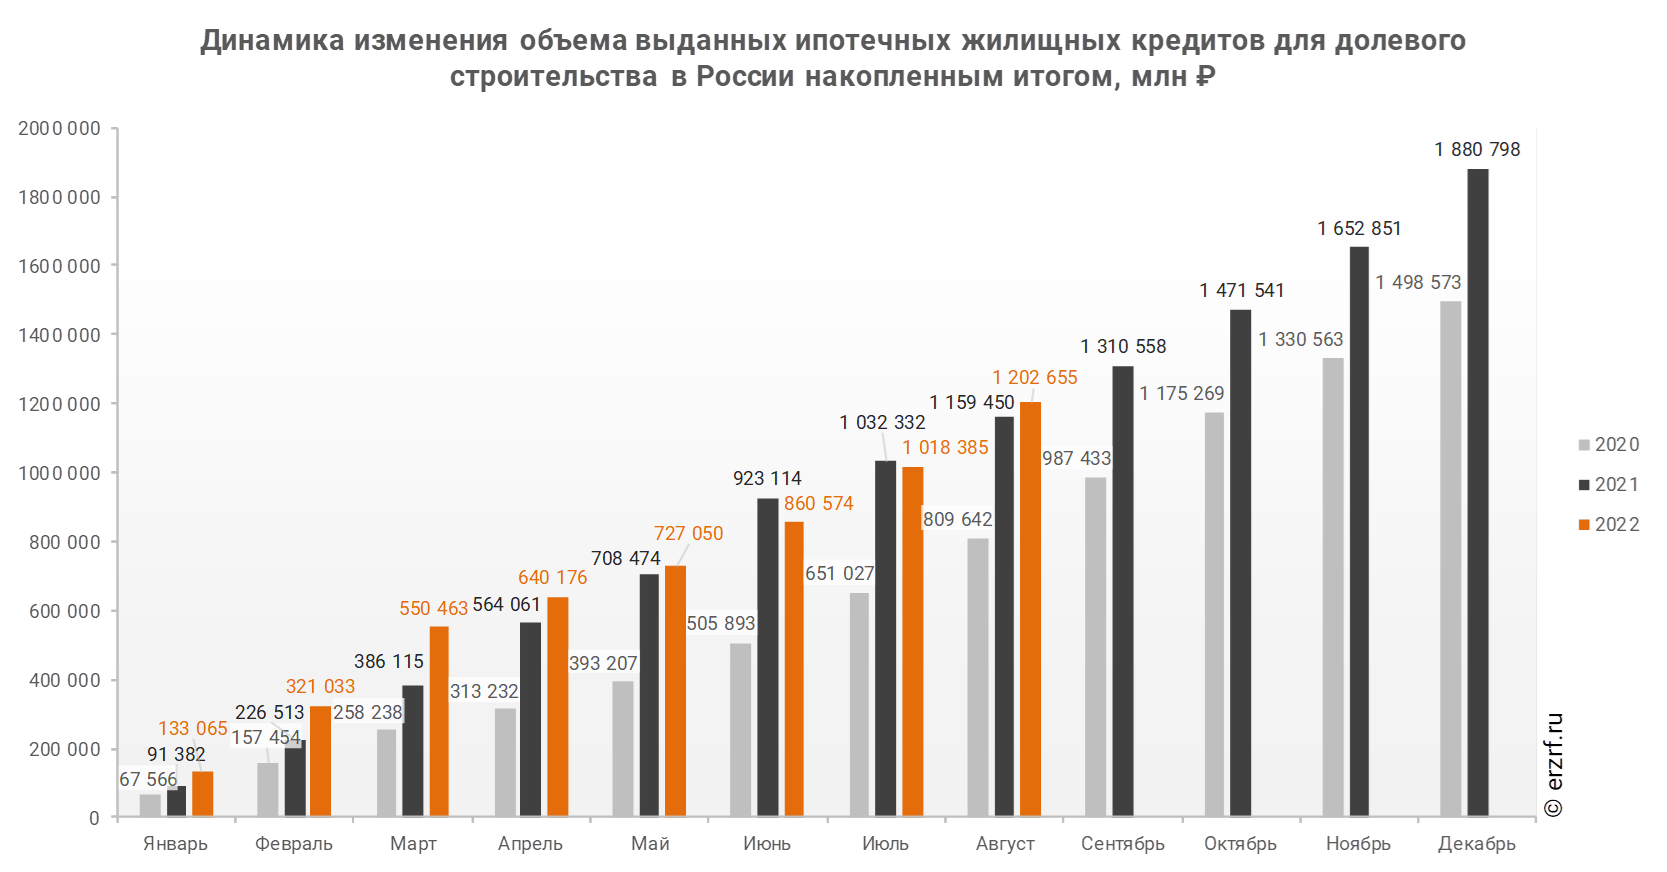 Динамика изменения объема выданных ипотечных жилищных кредитов для долевого
строительства в России накопленным итогом, млн ₽
2000 000
1800 000
1600 000
1400 000
1200 000
1000 000
800 000
600 000
400 000
200 000
0
67 566
91 382
133 065
157 454
226 513
321 033
258 238
386 115
550 463
313 232
564 061
640 176
393 207
708 474
727 050
505 893
923 114
860 574
651 027
1 032 332
1 018 385
809 642
1 159 450
1 202 655
987 433
1 310 558
1 175 269
1 471 541
1 330 563
1 652 851
1 498 573
1 880 798
Январь
Февраль
Март
Апрель
Май
Июнь
Июль
Август
Сентябрь
Октябрь
Ноябрь
Декабрь
2020
2021
2022
© erzrf.ru